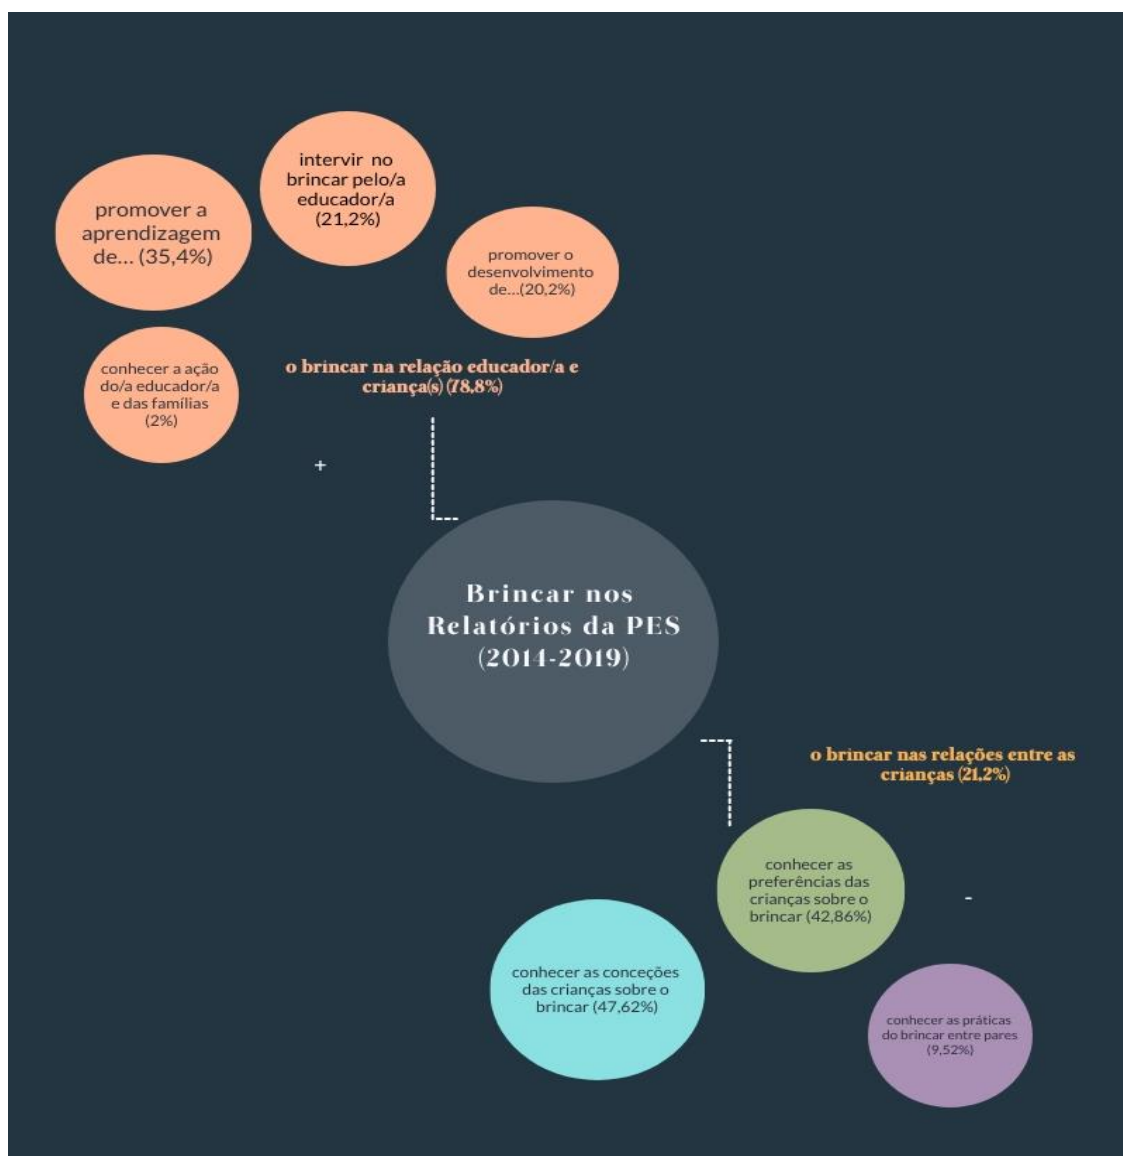 intervir no
brincar pelo/a
educador/a
(21,2%)
promover a
aprendizagem
de... (35,4%)
promover o
desenvolvimento
de...(20,2%)
conhecer a ação
do/a educador/a
e das famílias
(2%)
o brincar na relação educador/a e
criança(s) (78,8%)
+
Brincar nos
Relatórios da PES
(2014-2019)
o brincar nas relações entre as
crianças (21,2%)
conhecer as
preferências das
crianças sobre o
brincar (42,86%)
-
conhecer as conceções
das crianças sobre o
brincar (47,62%)
conhecer as práticas
do brincar entre pares
(9,52%)